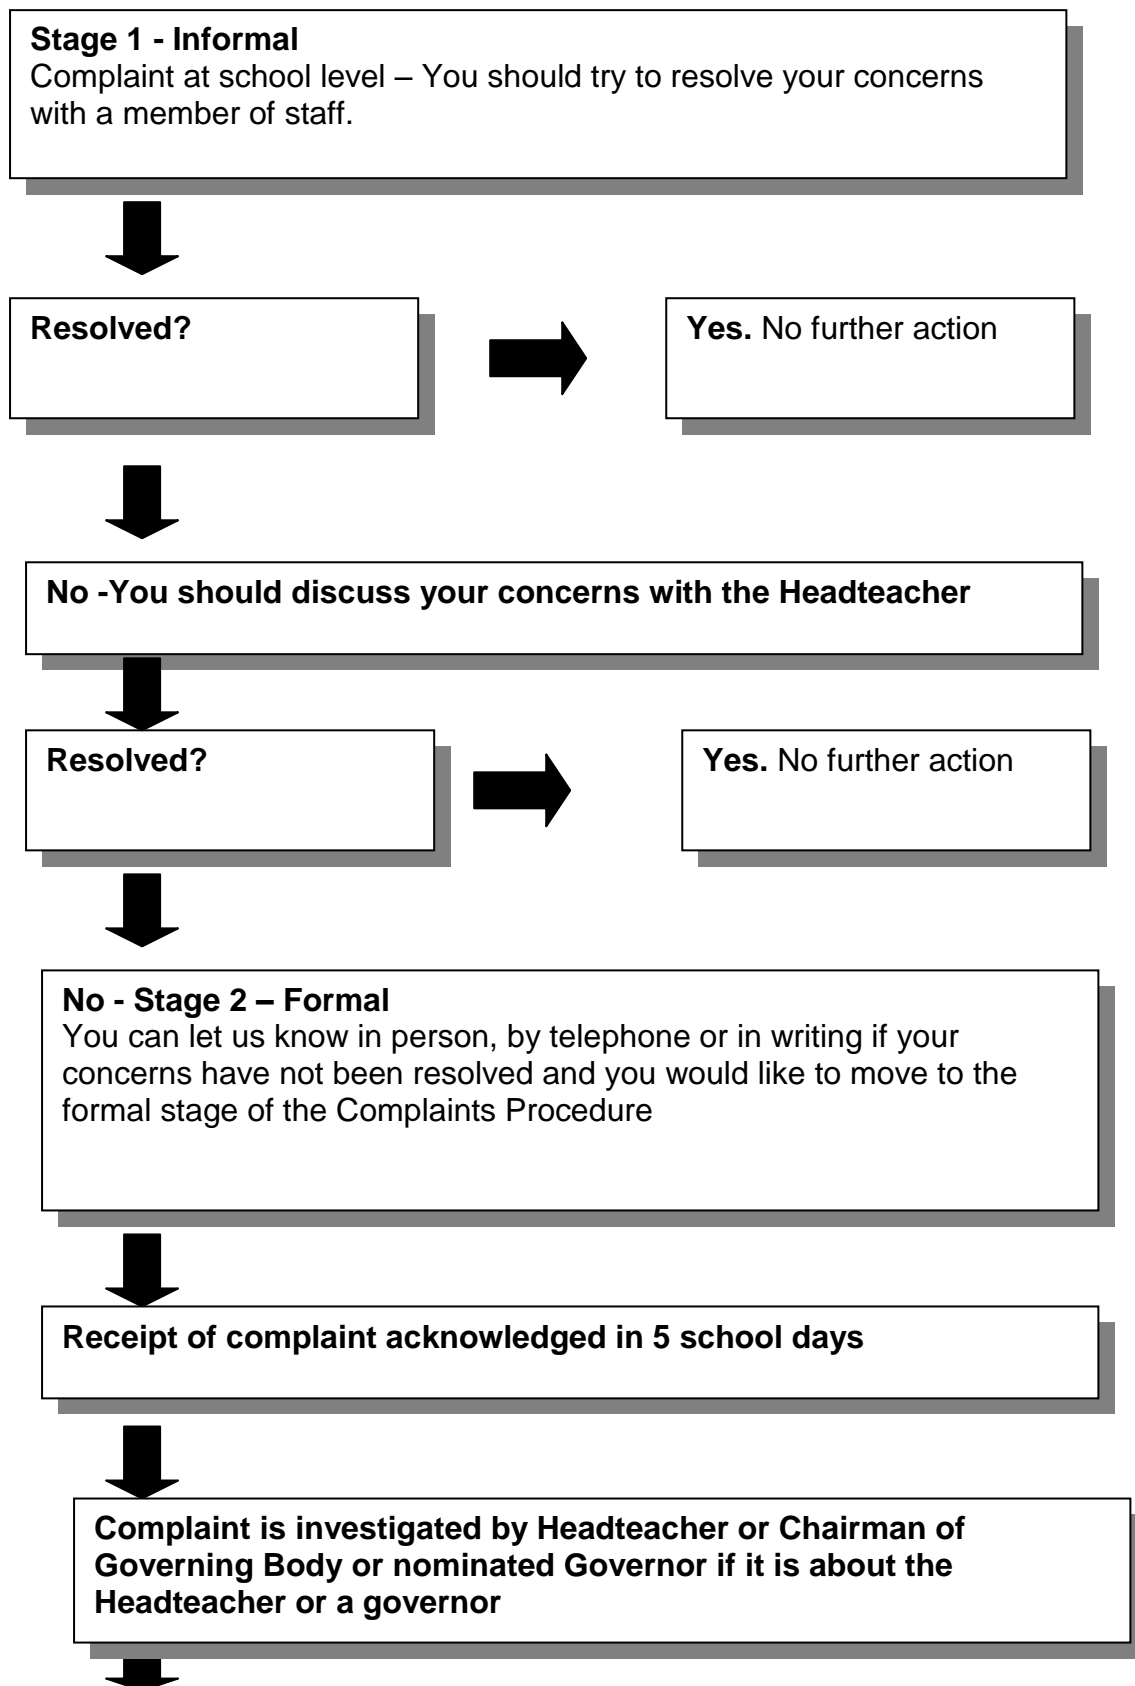 Stage 1 - Informal
Complaint at school level – You should try to resolve your concerns
with a member of staff.
Resolved?
Yes. No further action
No -You should discuss your concerns with the Headteacher
Resolved?
Yes. No further action
No - Stage 2 – Formal
You can let us know in person, by telephone or in writing if your
concerns have not been resolved and you would like to move to the
formal stage of the Complaints Procedure
Receipt of complaint acknowledged in 5 school days
Complaint is investigated by Headteacher or Chairman of
Governing Body or nominated Governor if it is about the
Headteacher or a governor